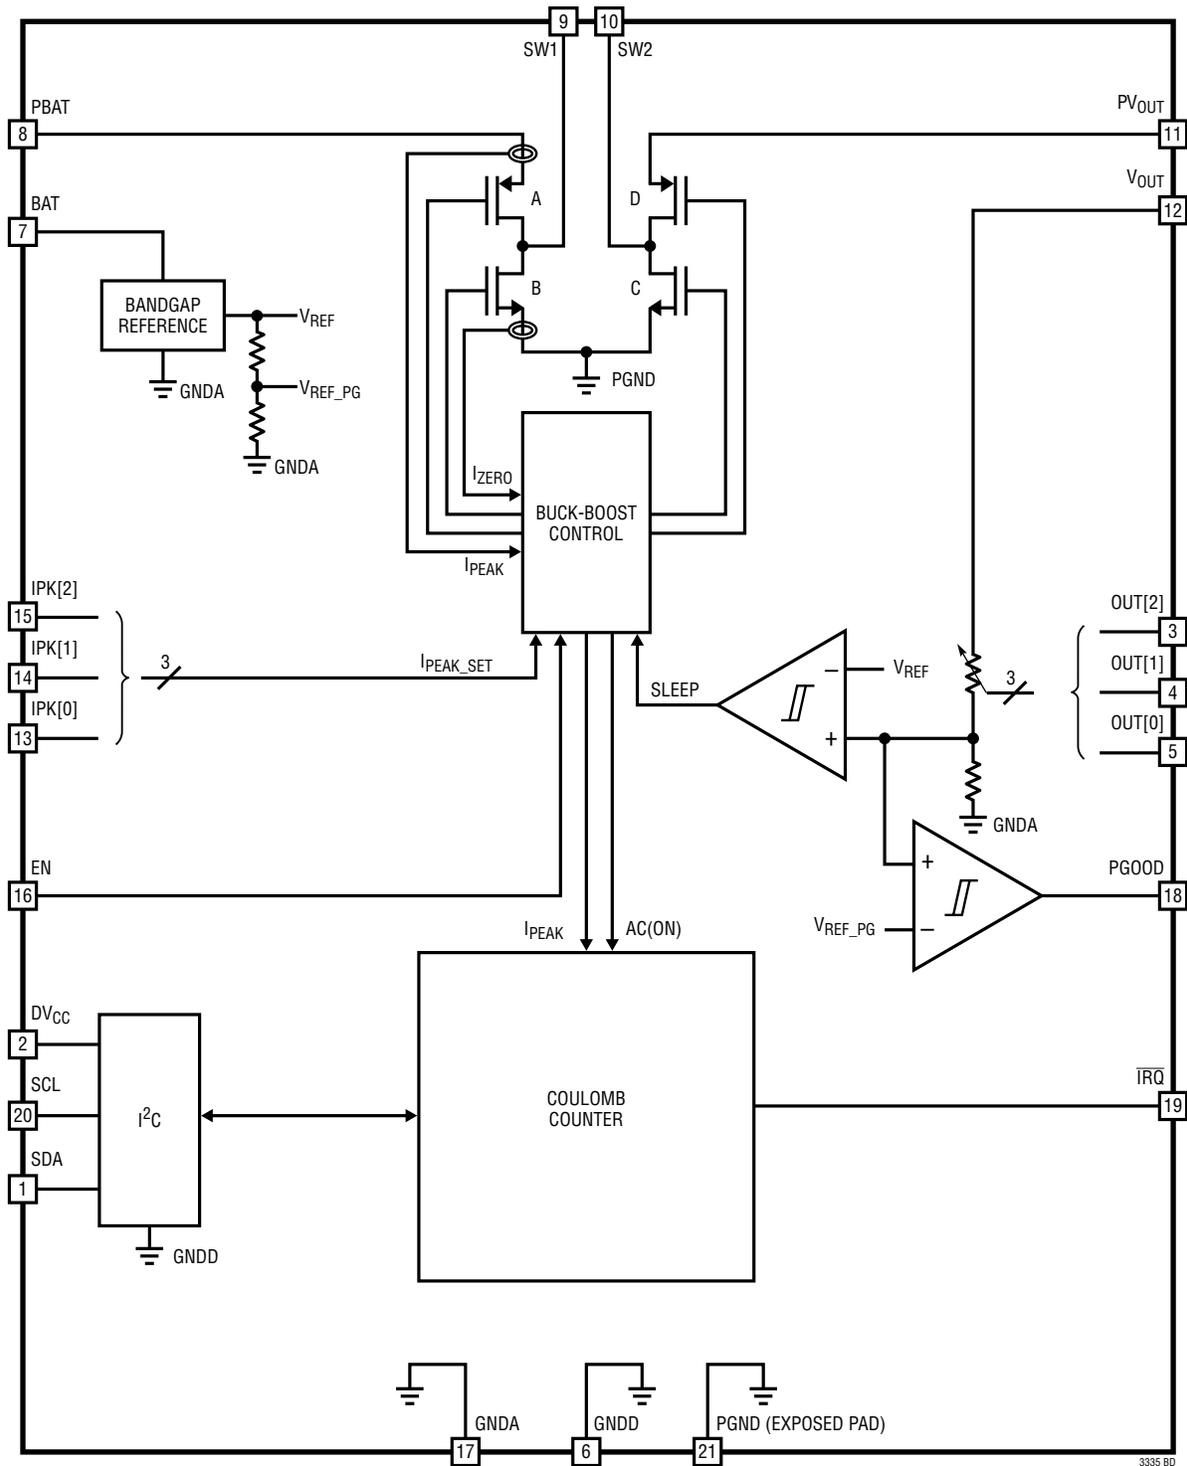 9
10
SW1
SW2
PBAT
8
PVOUT
11
BAT
7
VOUT
12
A
D
B
C
BANDGAP
REFERENCE
VREF
VREF_PG
GNDA
GNDA
PGND
IZERO
BUCK-BOOST
CONTROL
IPEAK
IPK[2]
15
IPK[1]
14
IPK[0]
13
3
IPEAK_SET
OUT[2]
3
OUT[1]
4
OUT[0]
5
3
SLEEP
–
VREF
+
GNDA
EN
16
+
VREF_PG
–
PGOOD
18
IPEAK
AC(ON)
DVCC
2
SCL
20
SDA
1
I2C
GNDD
COULOMB
COUNTER
IRQ
19
GNDA
17
GNDD
6
PGND (EXPOSED PAD)
21
3335 BD